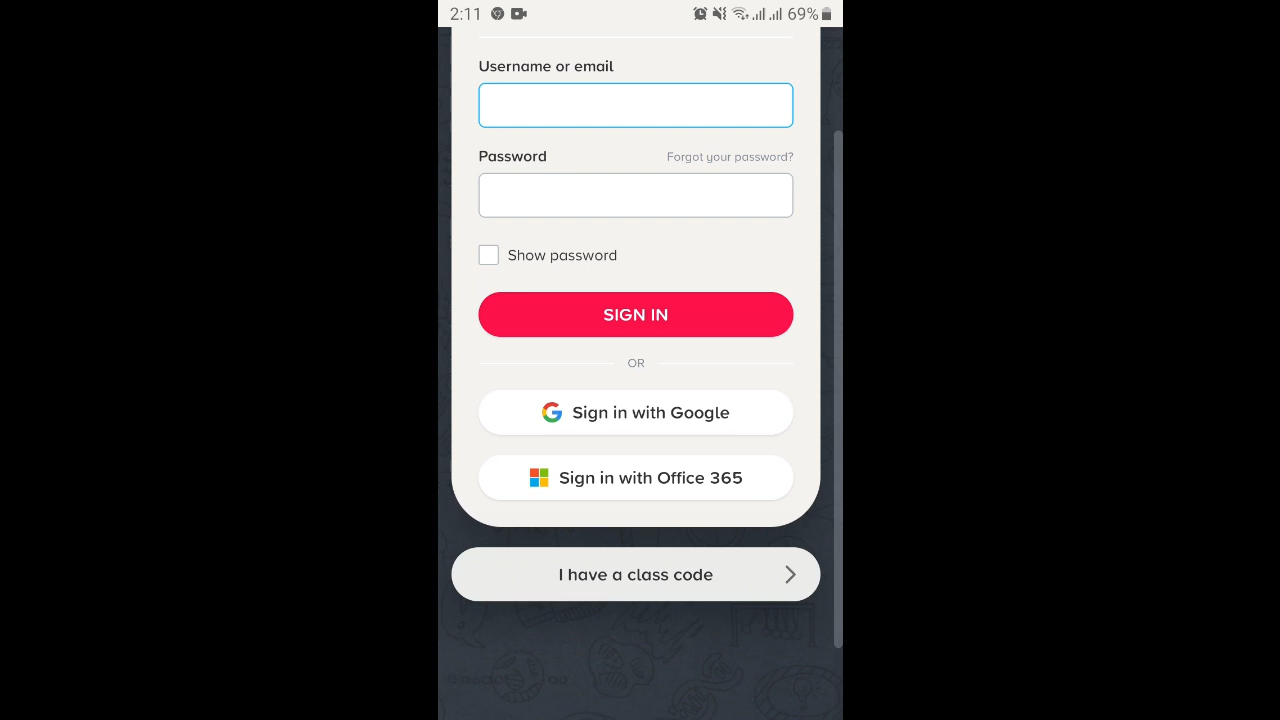 2:11 69%
Username or email
Password Forgot your password?
Show password
SIGN IN
OR
Sign in with Google
Sign in with Office 365
I have a class code